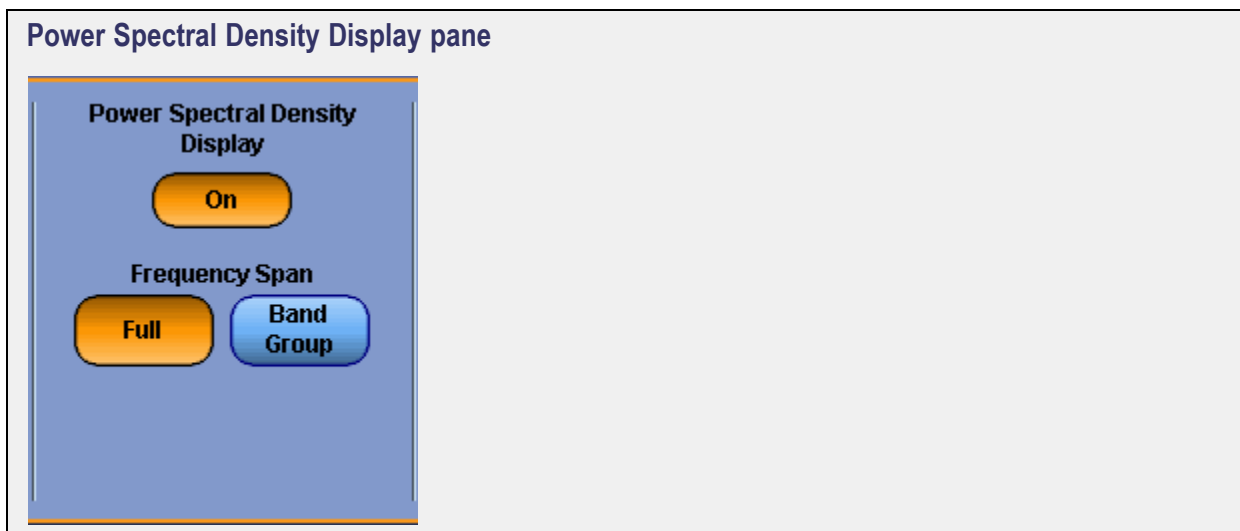 Power Spectral Density Display pane
Power Spectral Density
Display
On
Frequency Span
Full
Band
Group